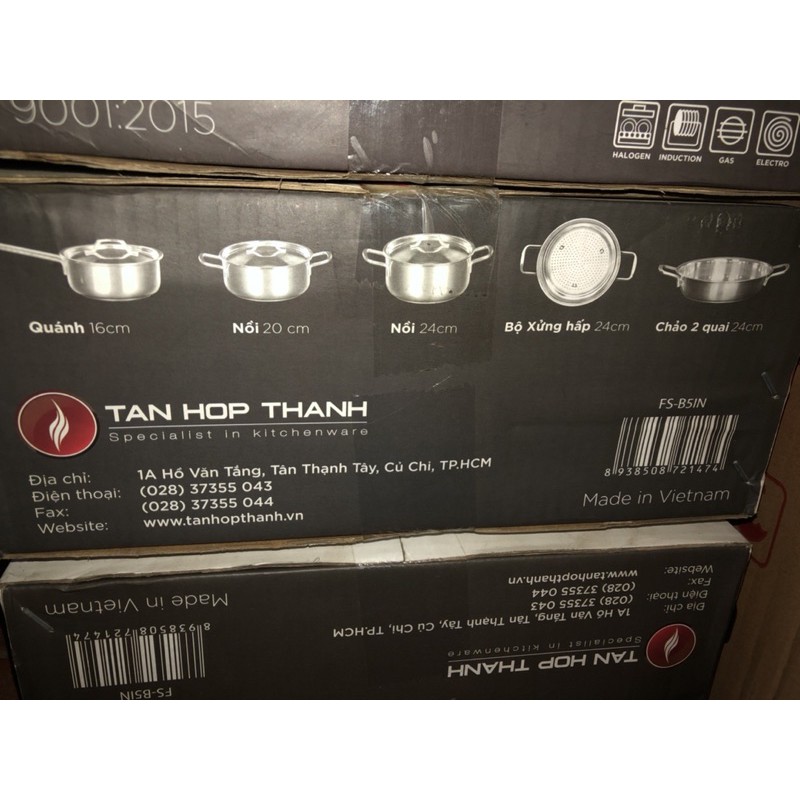 9001:2015
HALOGEN INDUCTION GAS ELECTRO
Quánh 16cm
Nồi 20 cm
Nồi 24cm
Bộ Xửng hấp 24cm
Chảo 2 quai 24cm
TAN HOP THANH
Specialist in kitchenware
Địa chỉ: 1A Hồ Văn Tắng, Tân Thạnh Tây, Củ Chi, TP.HCM
Điện thoại: (028) 37355 043
Fax: (028) 37355 044
Website: www.tanhopthanh.vn
FS-B5IN
8 938508 721474
Made in Vietnam
TAN HOP THANH
Specialist in kitchenware
Địa chỉ: 1A Hồ Văn Tắng, Tân Thạnh Tây, Củ Chi, TP.HCM
Điện thoại: (028) 37355 043
Fax: (028) 37355 044
Website: www.tanhopthanh.vn
FS-B5IN
8 938508 721474
Made in Vietnam